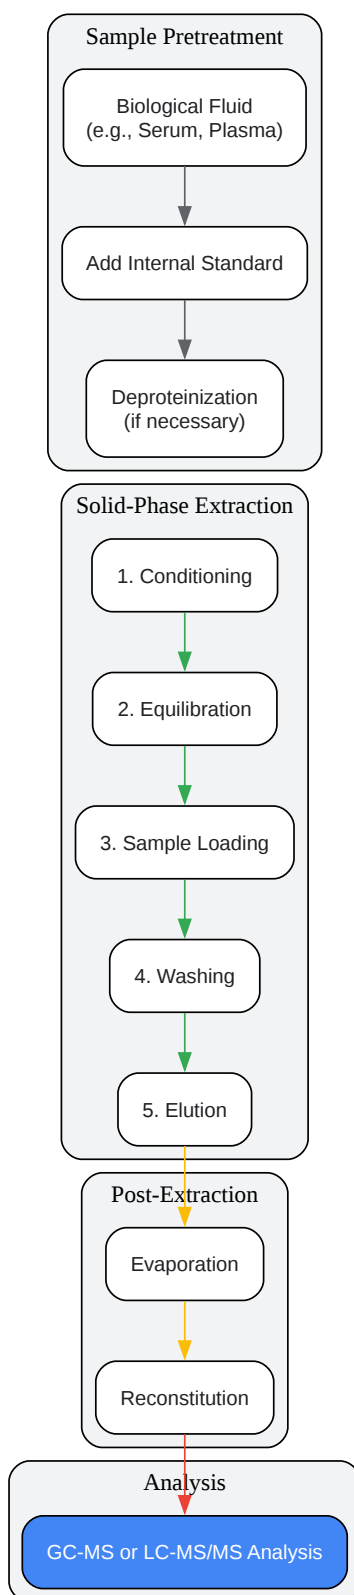 Sample Pretreatment
Biological Fluid
(e.g., Serum, Plasma)
Add Internal Standard
Deproteinization
(if necessary)
Solid-Phase Extraction
1. Conditioning
2. Equilibration
3. Sample Loading
4. Washing
5. Elution
Post-Extraction
Evaporation
Reconstitution
Analysis
GC-MS or LC-MS/MS Analysis